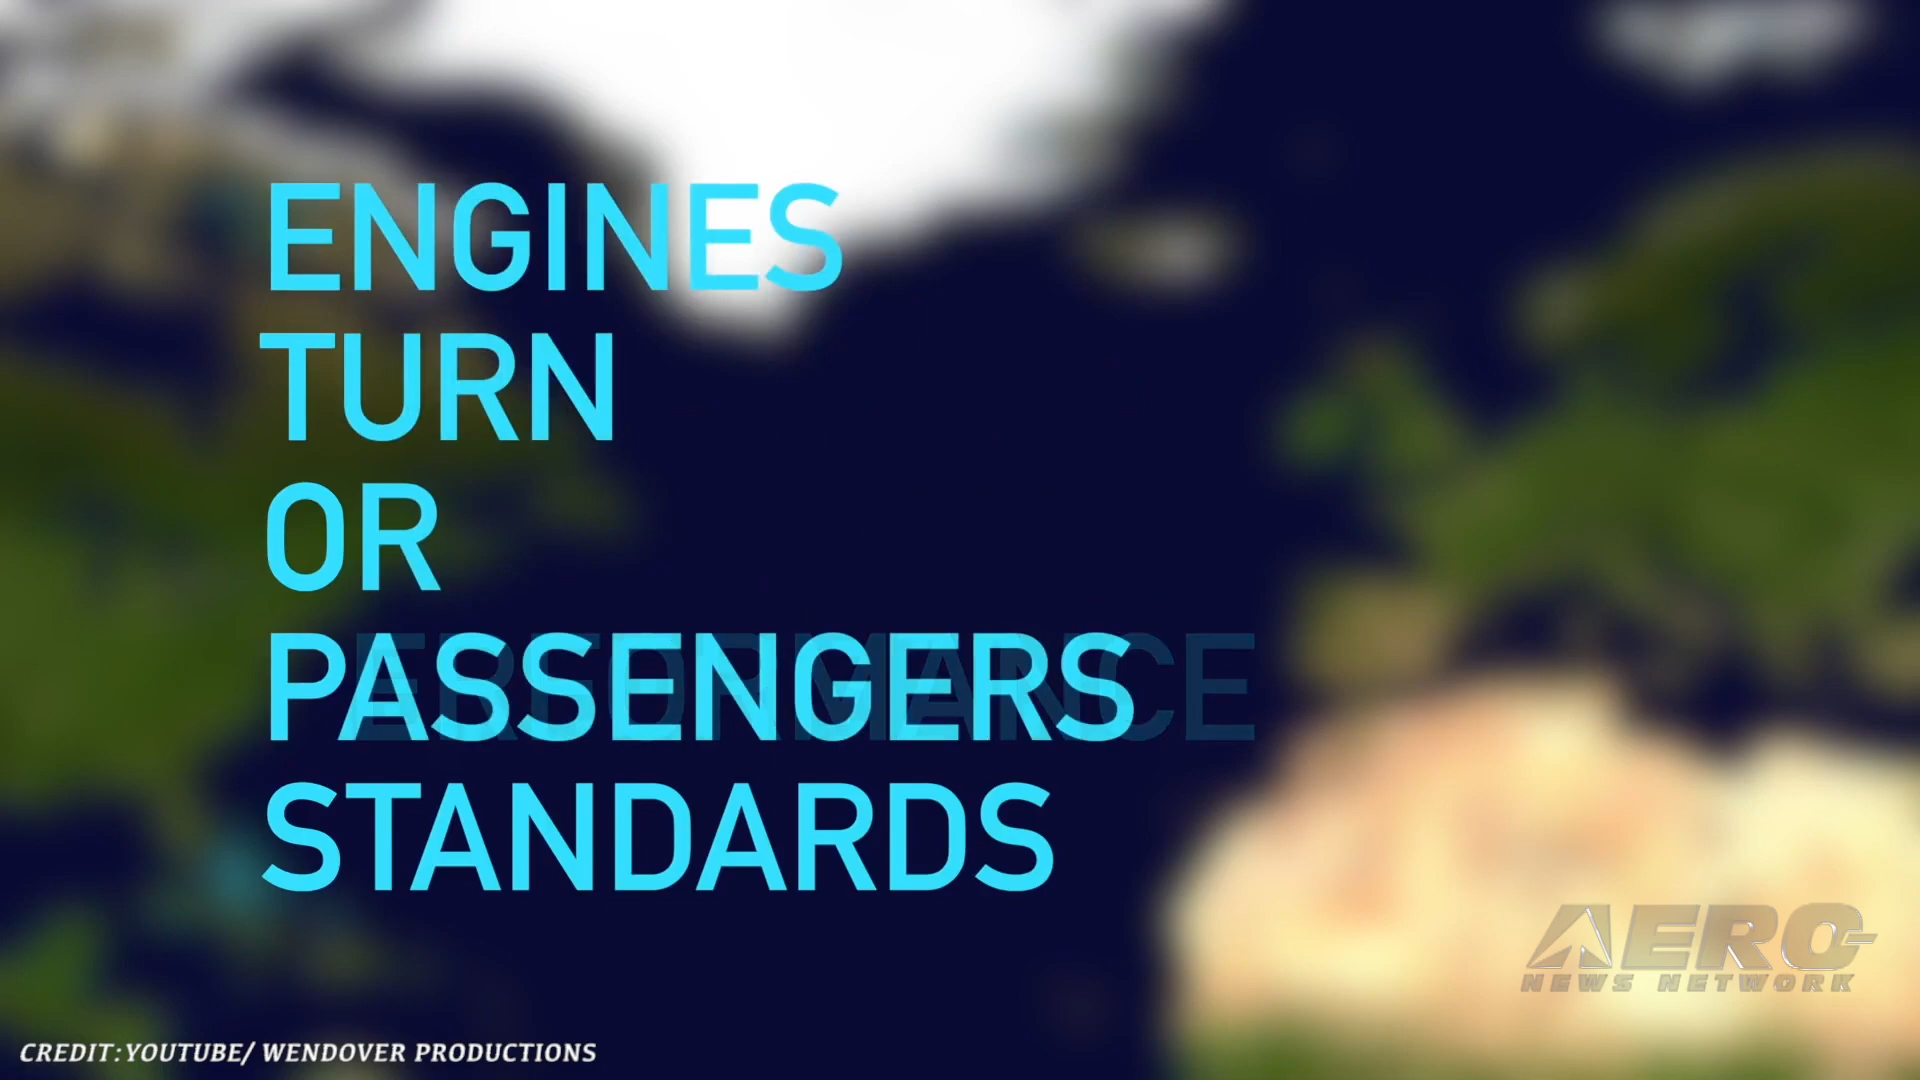 ENGINES
TURN
OR
PASSENGERS
STANDARDS
AERO
NEWS NETWORK
CREDIT:YOUTUBE/ WENDOVER PRODUCTIONS